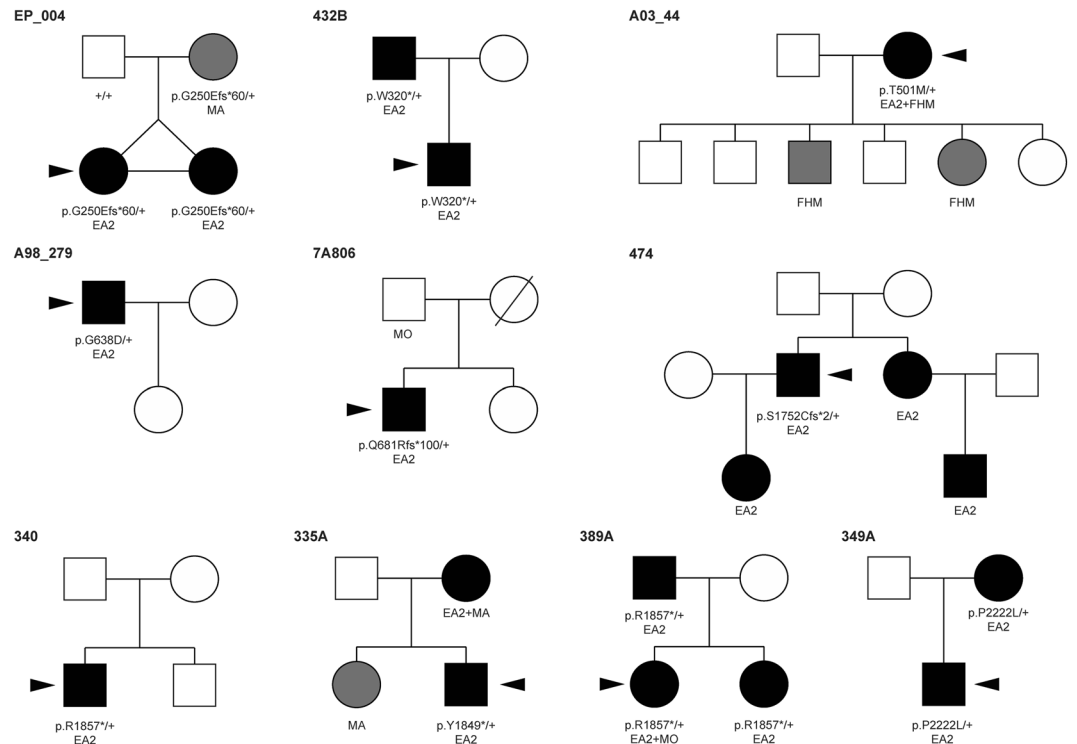 EP_004
+/+
p.G250Efs*60/+
MA
p.G250Efs*60/+
EA2
p.G250Efs*60/+
EA2
432B
p.W320*/+
EA2
p.W320*/+
EA2
A03_44
p.T501M/+
EA2+FHM
FHM
FHM
A98_279
p.G638D/+
EA2
7A806
MO
p.Q681Rfs*100/+
EA2
474
p.S1752Cfs*2/+
EA2
EA2
EA2
EA2
340
p.R1857*/+
EA2
335A
EA2+MA
MA
p.Y1849*/+
EA2
389A
p.R1857*/+
EA2
p.R1857*/+
EA2+MO
p.R1857*/+
EA2
349A
p.P2222L/+
EA2
p.P2222L/+
EA2